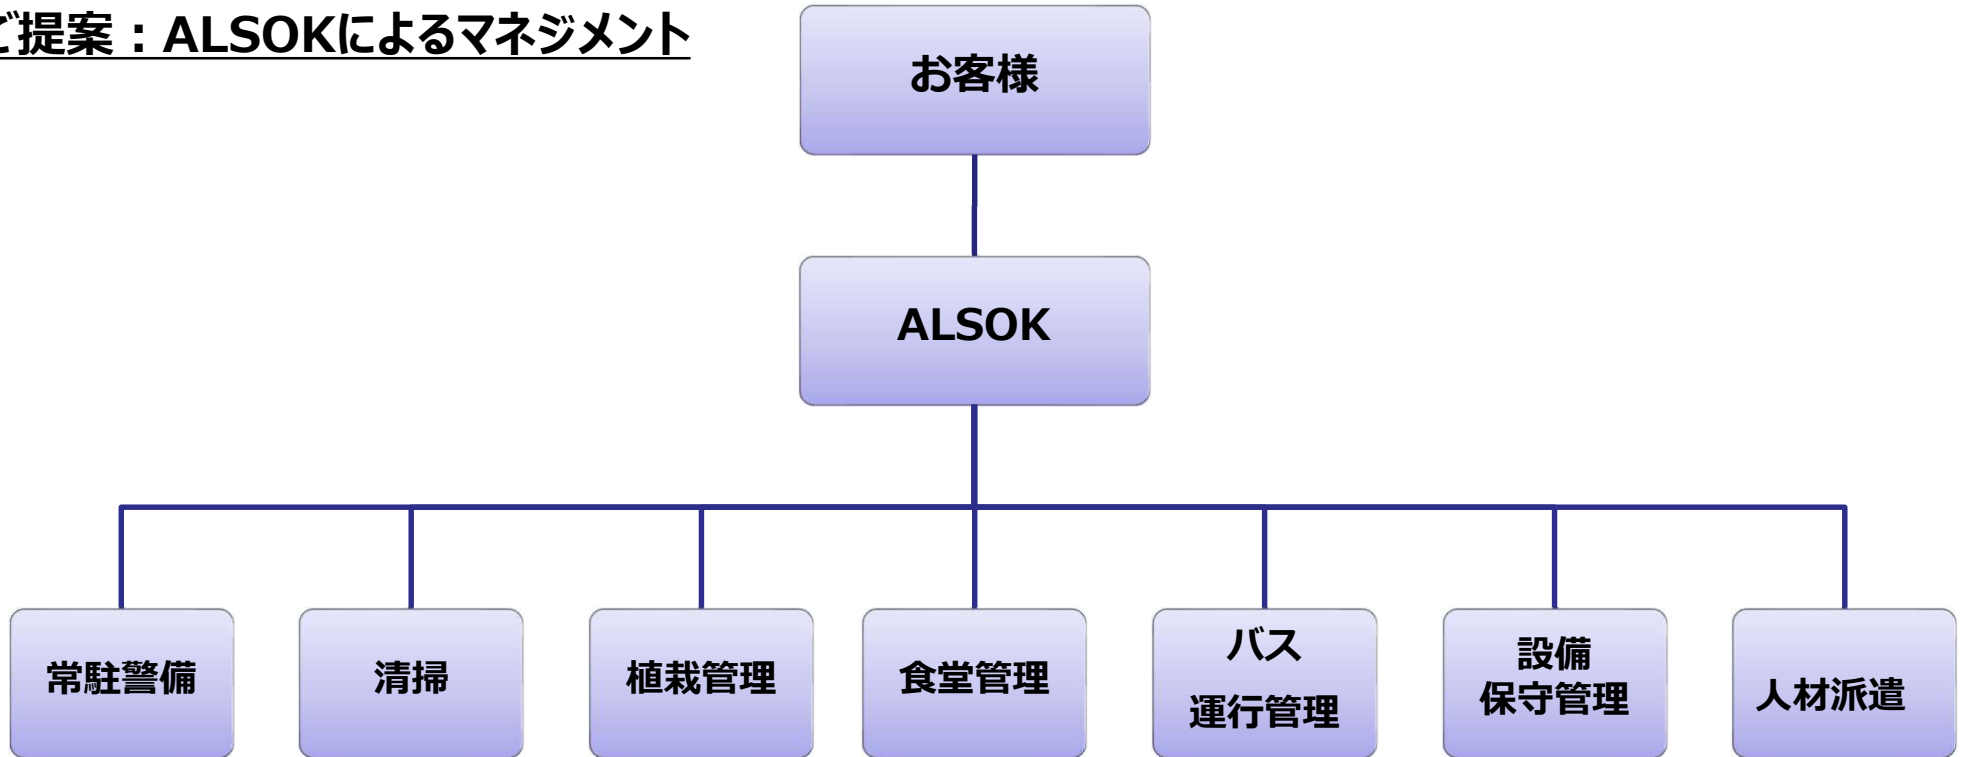 ご提案：ALSOKによるマネジメント
お客様
ALSOK
常駐警備
清掃
植栽管理
食堂管理
バス
運行管理
設備
保守管理
人材派遣